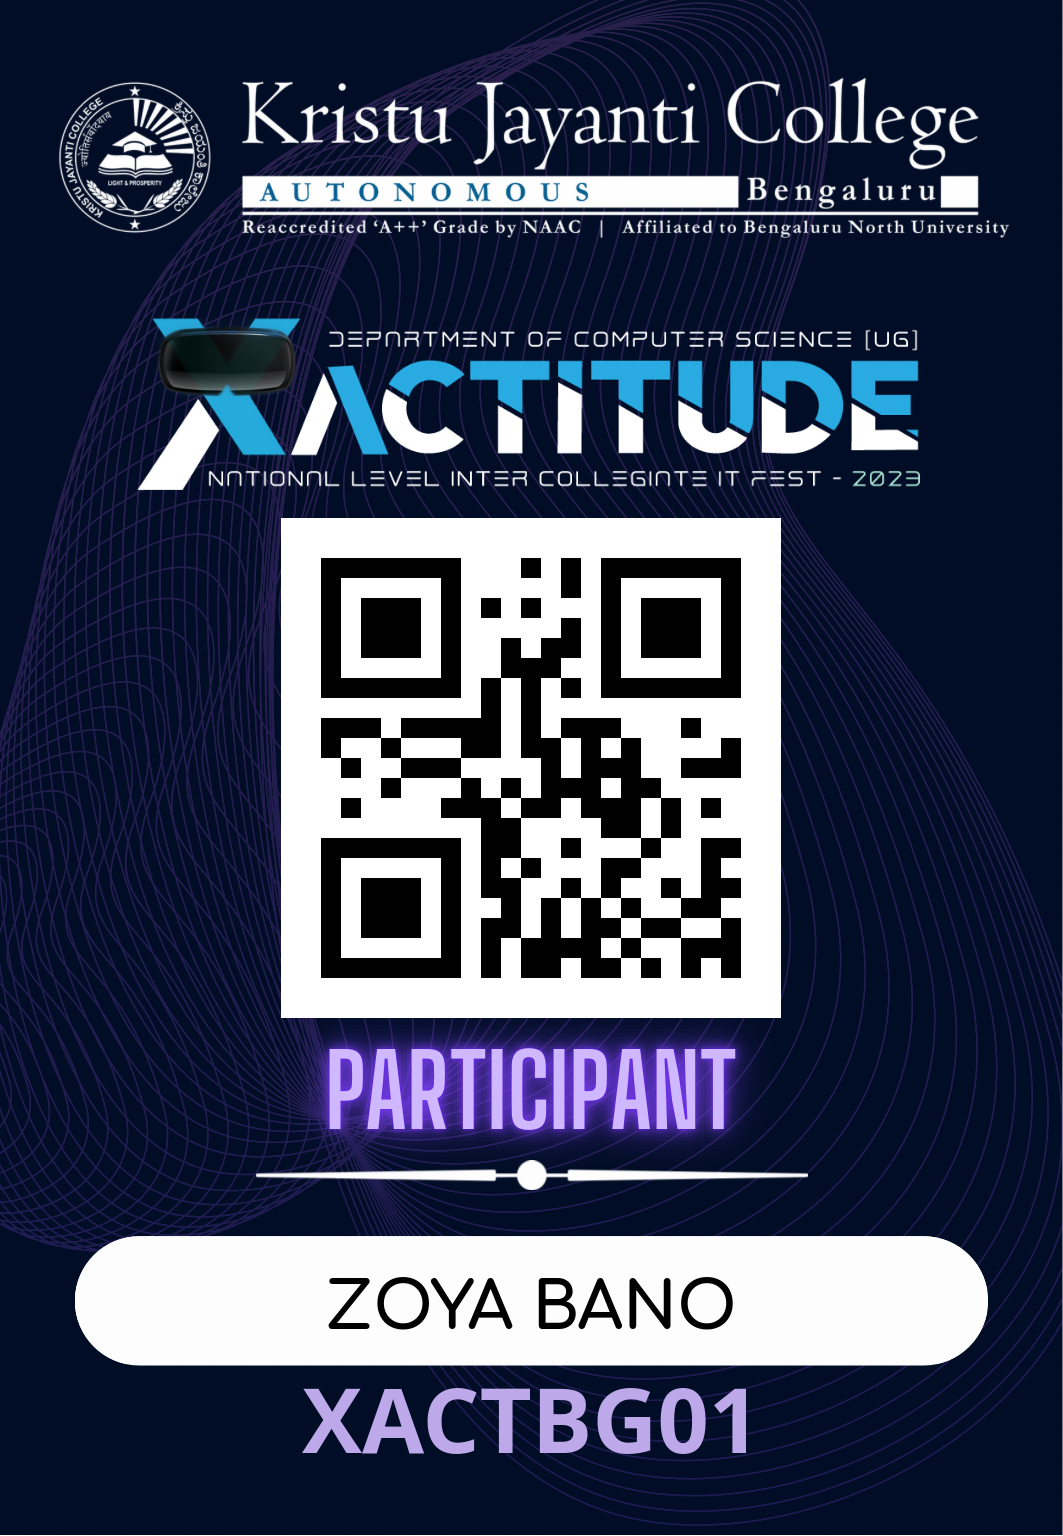 KRISTU JAYANTI COLLEGE
LIGHT & PROSPERITY
Kristu Jayanti College
AUTONOMOUS Bengaluru
Reaccredited ‘A++’ Grade by NAAC | Affiliated to Bengaluru North University
DEPARTMENT OF COMPUTER SCIENCE [UG]
XACTITUDE
NATIONAL LEVEL INTER COLLEGIATE IT FEST - 2023
PARTICIPANT
ZOYA BANO
XACTBG01